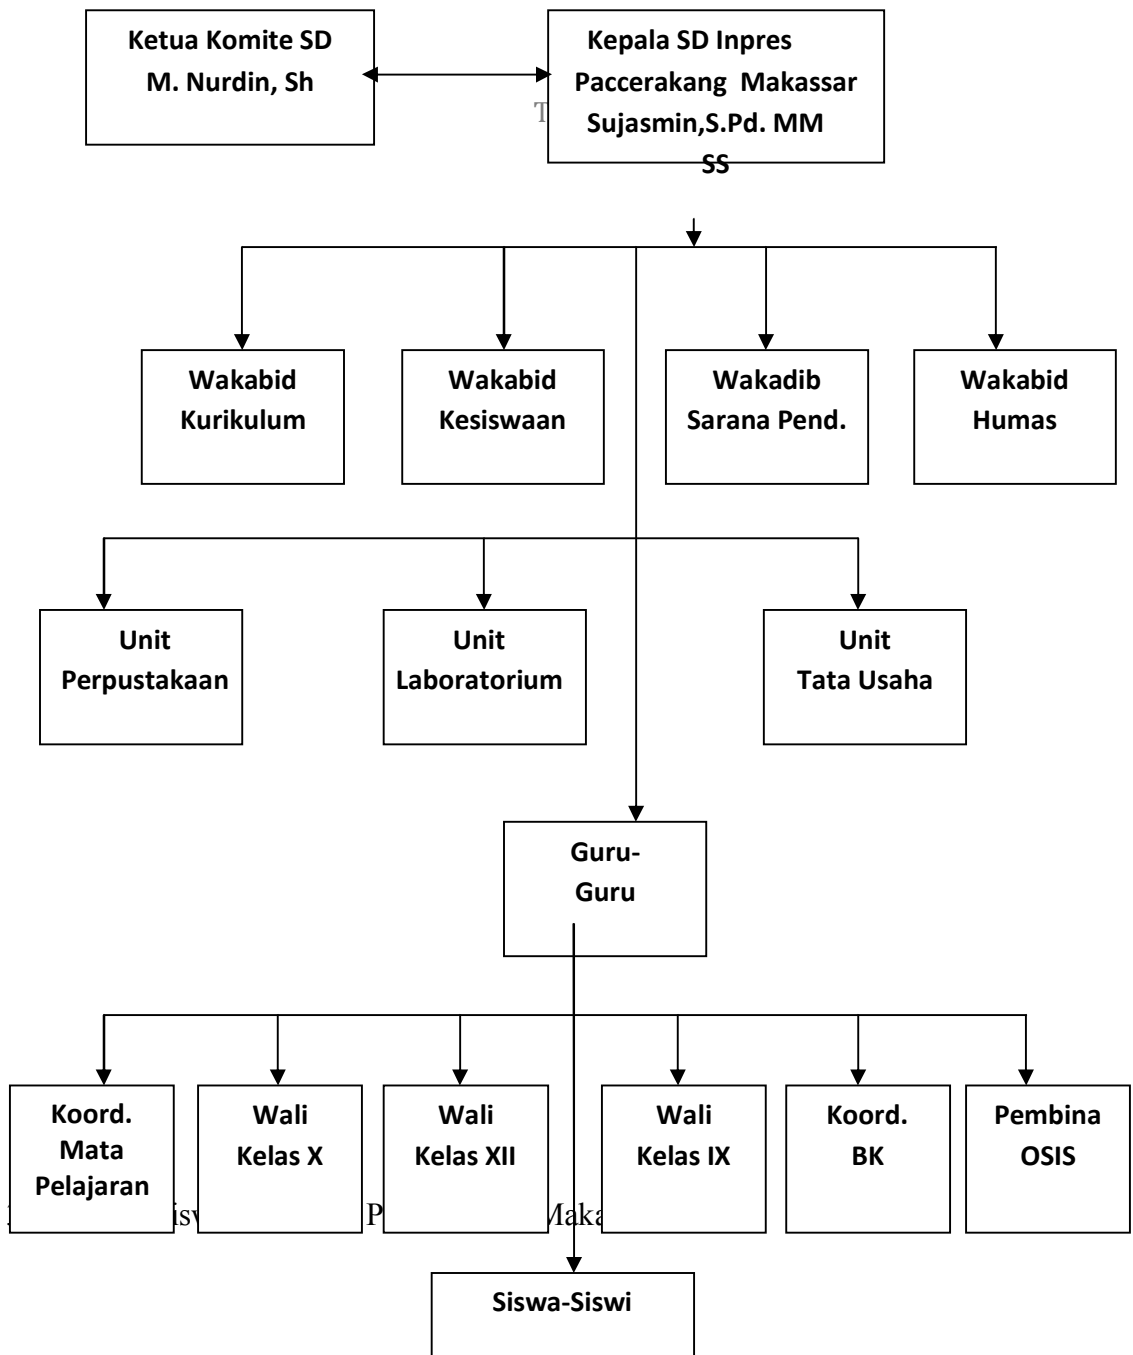 Ketua Komite SD
M. Nurdin, Sh
Kepala SD Inpres
Paccerakang Makassar
T
Sujasmin,S.Pd. MM
SS
Wakabid
Kurikulum
Wakabid
Kesiswaan
Wakadib
Sarana Pend.
Wakabid
Humas
Unit
Perpustakaan
Unit
Laboratorium
Unit
Tata Usaha
Guru-
Guru
Koord.
Mata
Pelajaran
Wali
Kelas X
Wali
Kelas XII
Wali
Kelas IX
Koord.
BK
Pembina
OSIS
Siswa-Siswi